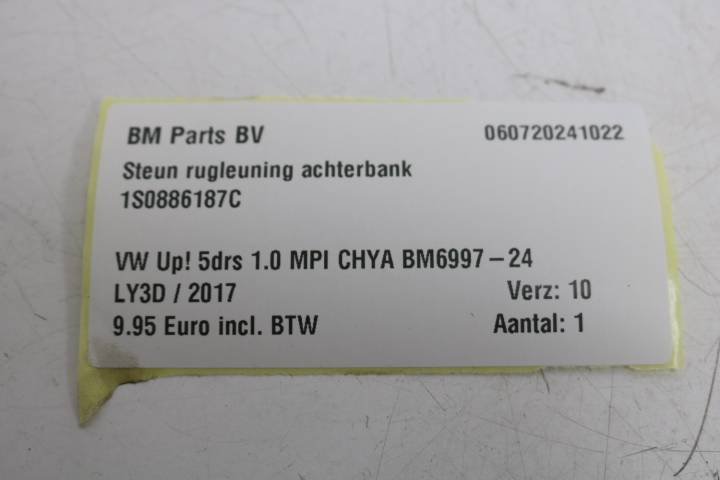 BM Parts BV 060720241022
Steun rugleuning achterbank
1S0886187C
VW Up! 5drs 1.0 MPI CHYA BM6997-24
LY3D / 2017 Verz: 10
9.95 Euro incl. BTW Aantal: 1